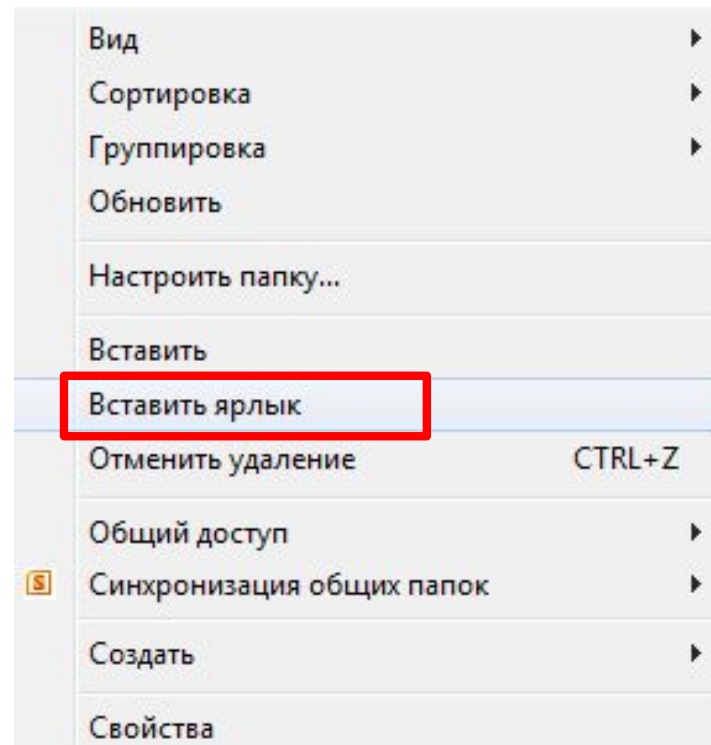 Вид
Сортировка
Группировка
Обновить
Настроить папку...
Вставить
Вставить ярлык
Отменить удаление CTRL+Z
Общий доступ
S Синхронизация общих папок
Создать
Свойства